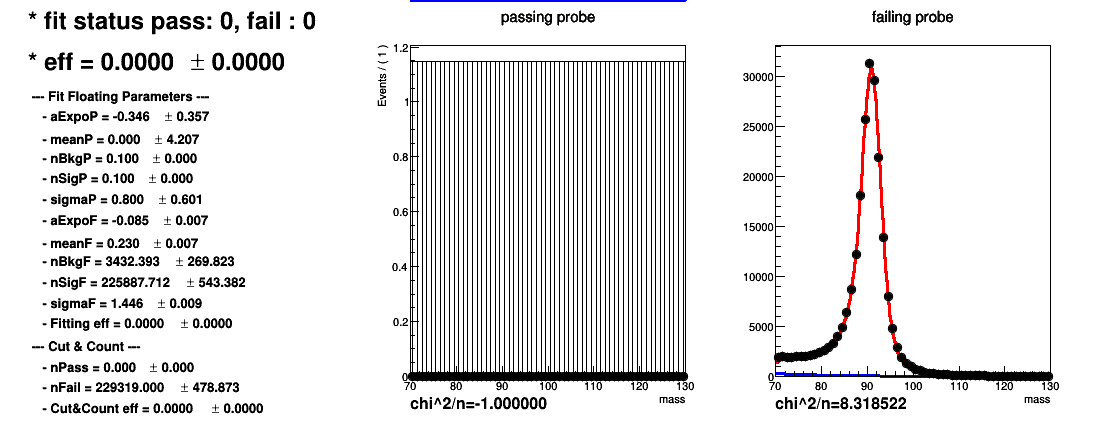 * fit status pass: 0, fail : 0
* eff = 0.0000 ± 0.0000
--- Fit Floating Parameters ---
- aExpoP = -0.346 ± 0.357
- meanP = 0.000 ± 4.207
- nBkgP = 0.100 ± 0.000
- nSigP = 0.100 ± 0.000
- sigmaP = 0.800 ± 0.601
- aExpoF = -0.085 ± 0.007
- meanF = 0.230 ± 0.007
- nBkgF = 3432.393 ± 269.823
- nSigF = 225887.712 ± 543.382
- sigmaF = 1.446 ± 0.009
- Fitting eff = 0.0000 ± 0.0000
--- Cut & Count ---
- nPass = 0.000 ± 0.000
- nFail = 229319.000 ± 478.873
- Cut&Count eff = 0.0000 ± 0.0000
passing probe
Events / ( 1 )
1.2
1
0.8
0.6
0.4
0.2
0
70 80 90 100 110 120 130
mass
chi^2/n=-1.000000
failing probe
30000
25000
20000
15000
10000
5000
0
70 80 90 100 110 120 130
mass
chi^2/n=8.318522